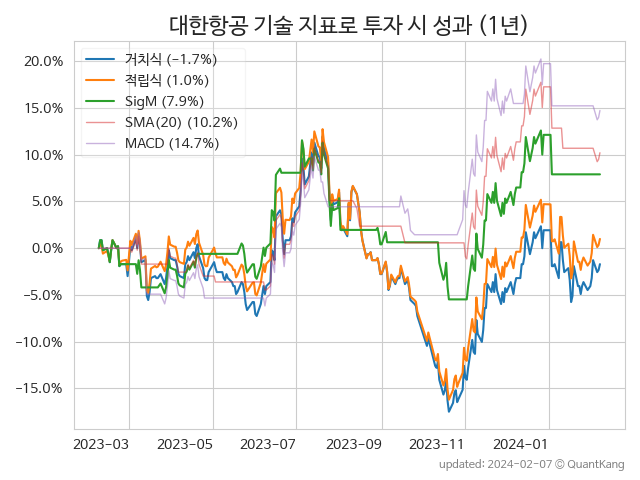 대한항공 기술 지표로 투자 시 성과 (1년)
거치식 (−1.7%)
적립식 (1.0%)
SigM (7.9%)
SMA(20) (10.2%)
MACD (14.7%)
20.0%
15.0%
10.0%
5.0%
0.0%
−5.0%
−10.0%
−15.0%
2023-03 2023-05 2023-07 2023-09 2023-11 2024-01
updated: 2024-02-07 © QuantKang